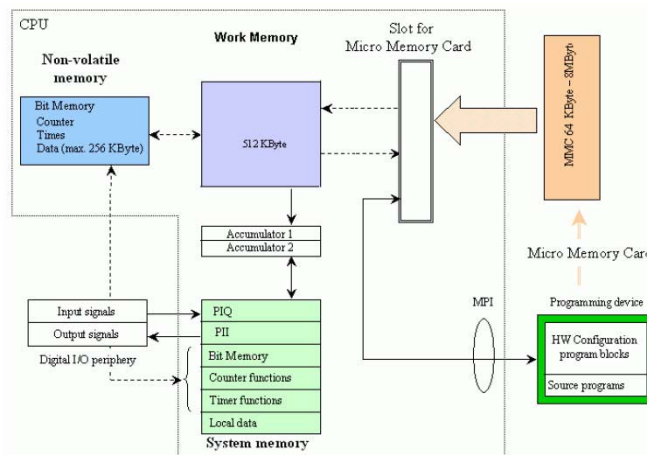 CPU
Work Memory
Slot for
Micro Memory Card
Non-volatile
memory
Bit Memory
Counter
Times
Data (max. 256 KByte)
512 KByte
MMC 64 KByte – 8MByt
Accumulator 1
Accumulator 2
Micro Memory Card
Input signals
Output signals
Digital I/O periphery
PIQ
PII
Bit Memory
Counter functions
Timer functions
Local data
System memory
MPI
Programming device
HW Configuration
program blocks
Source programs